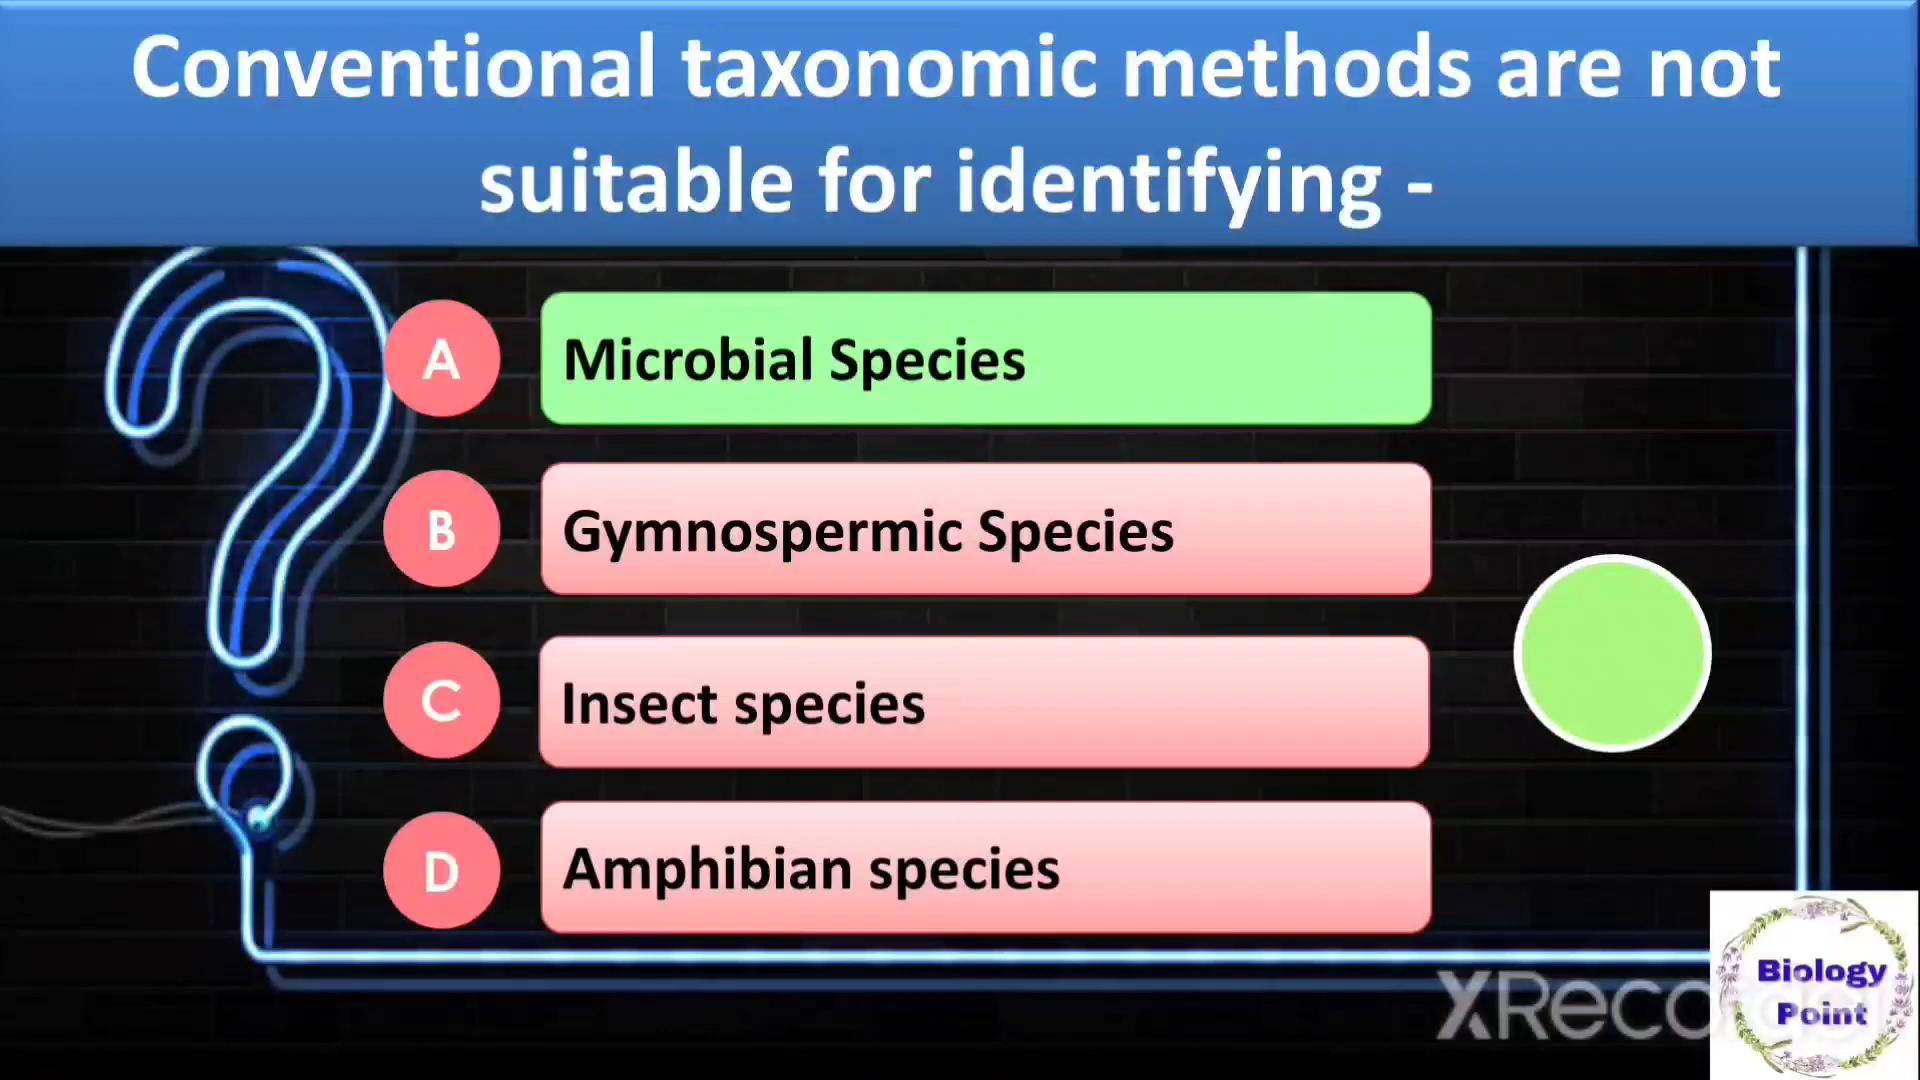 Conventional taxonomic methods are not
suitable for identifying -
A
Microbial Species
B
Gymnospermic Species
C
Insect species
D
Amphibian species
Biology
Point